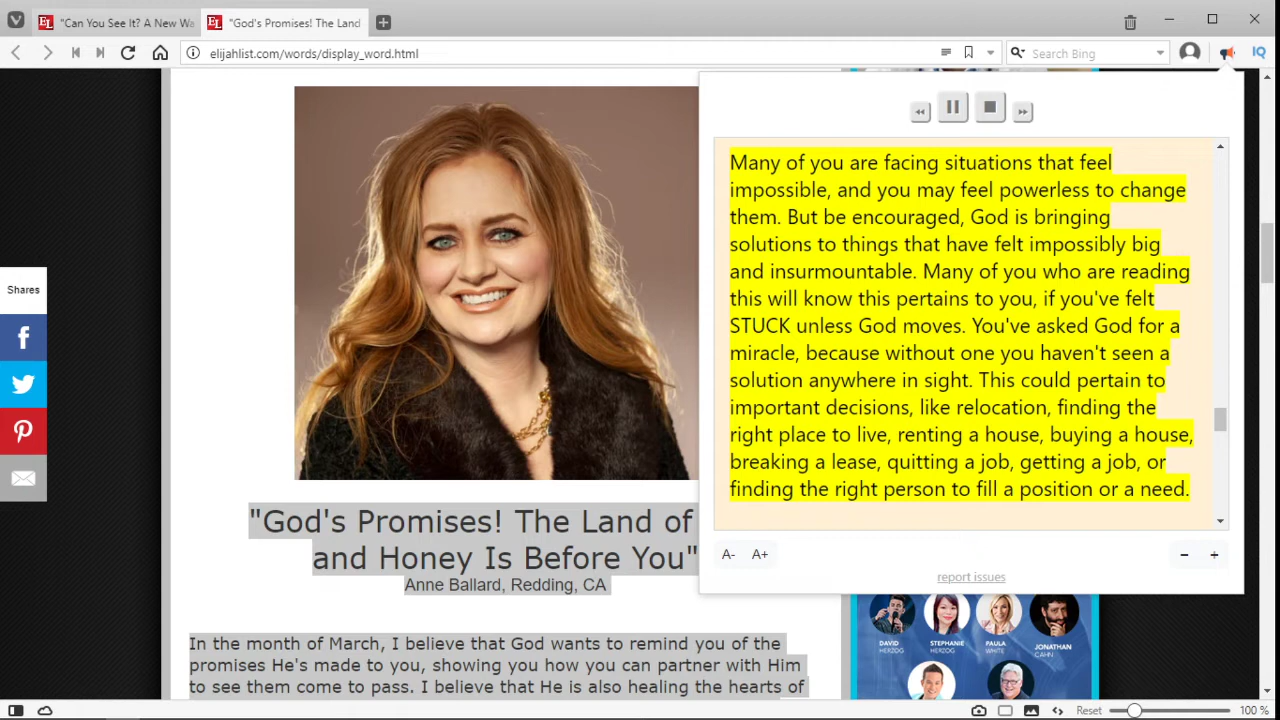 "Can You See It? A New Wa
"God's Promises! The Land
elijahlist.com/words/display_word.html
Search Bing
IQ
Shares
Many of you are facing situations that feel
impossible, and you may feel powerless to change
them. But be encouraged, God is bringing
solutions to things that have felt impossibly big
and insurmountable. Many of you who are reading
this will know this pertains to you, if you've felt
STUCK unless God moves. You've asked God for a
miracle, because without one you haven't seen a
solution anywhere in sight. This could pertain to
important decisions, like relocation, finding the
right place to live, renting a house, buying a house,
breaking a lease, quitting a job, getting a job, or
finding the right person to fill a position or a need.
A- A+
- +
report issues
"God's Promises! The Land of
and Honey Is Before You"
Anne Ballard, Redding, CA
In the month of March, I believe that God wants to remind you of the
promises He's made to you, showing you how you can partner with Him
to see them come to pass. I believe that He is also healing the hearts of
DAVID
HERZOG
STEPHANIE
HERZOG
PAULA
WHITE
JONATHAN
CAHN
Reset
100 %